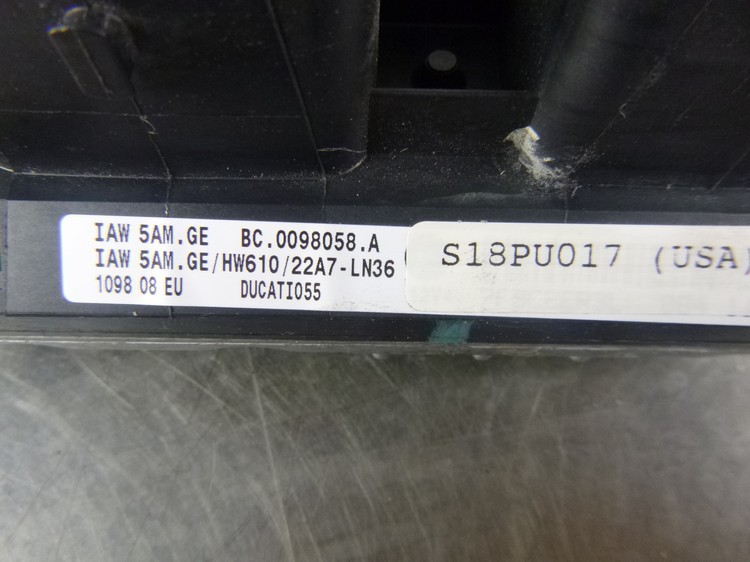 IAW 5AM.GE BC.0098058.A
IAW 5AM.GE/HW610/22A7-LN36
1098 08 EU DUCATI055
S18PU017 (USA)